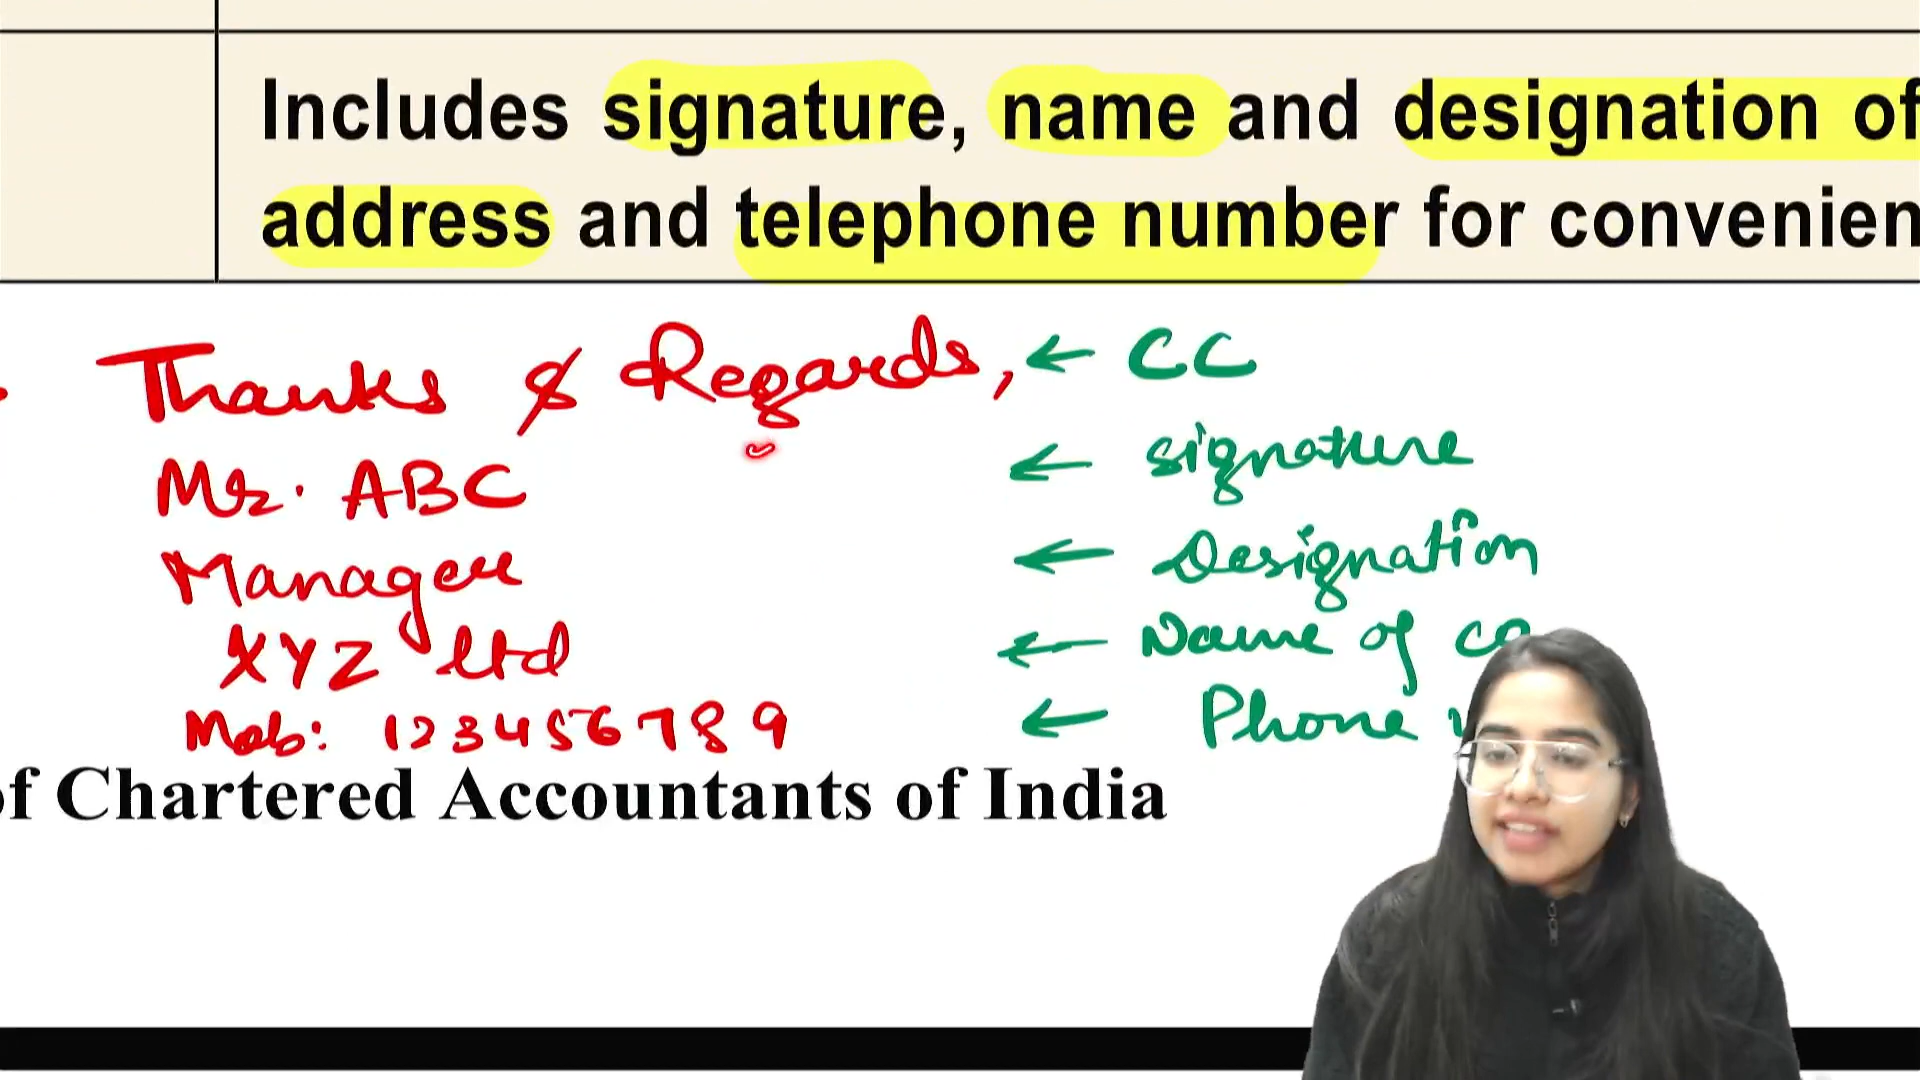 Includes signature, name and designation of
address and telephone number for convenien
Thanks & Regards, ← CC
Mr. ABC ← signature
Manager ← Designation
XYZ ltd ← Name of co
Mob: 123456789 ← Phone
of Chartered Accountants of India